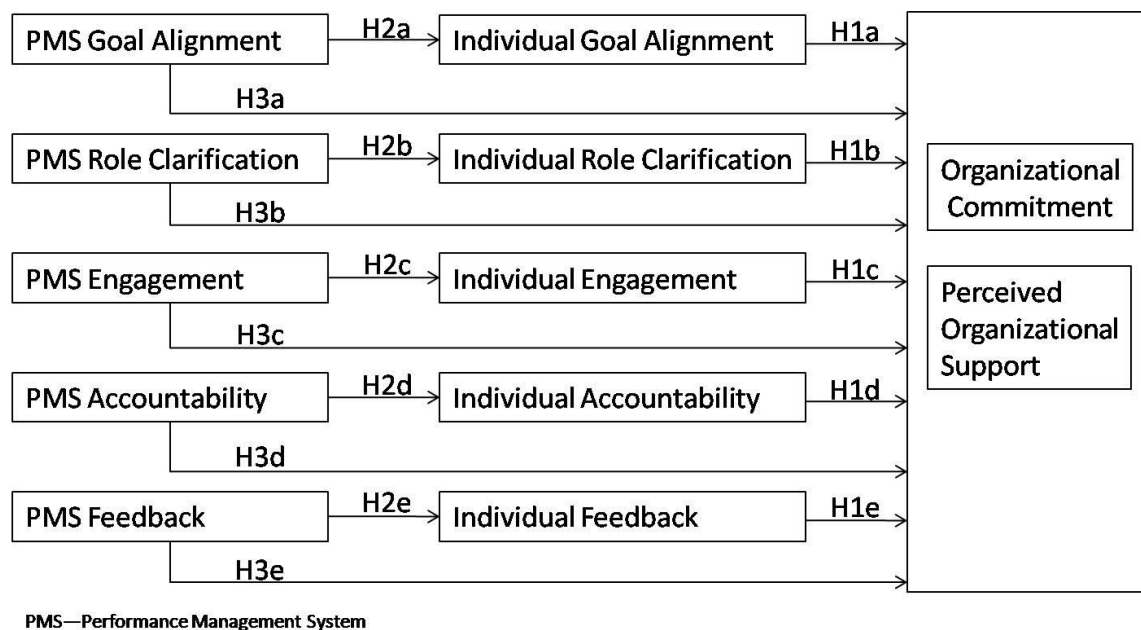 PMS Goal Alignment
H2a
Individual Goal Alignment
H1a
H3a
PMS Role Clarification
H2b
Individual Role Clarification
H1b
H3b
Organizational
Commitment
PMS Engagement
H2c
Individual Engagement
H1c
H3c
Perceived
Organizational
Support
PMS Accountability
H2d
Individual Accountability
H1d
H3d
PMS Feedback
H2e
Individual Feedback
H1e
H3e
PMS—Performance Management System